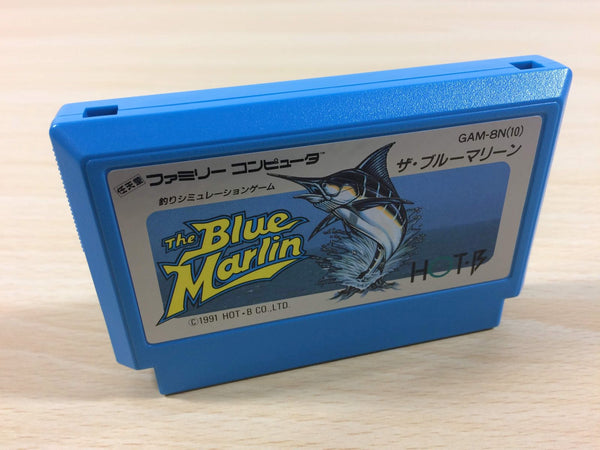 GAM-8N(10)
任天堂 ファミリー コンピュータ
ザ・ブルーマリーン
釣りシミュレーションゲーム
The Blue
Marlin
HOT・B
©1991 HOT・B CO.,LTD.